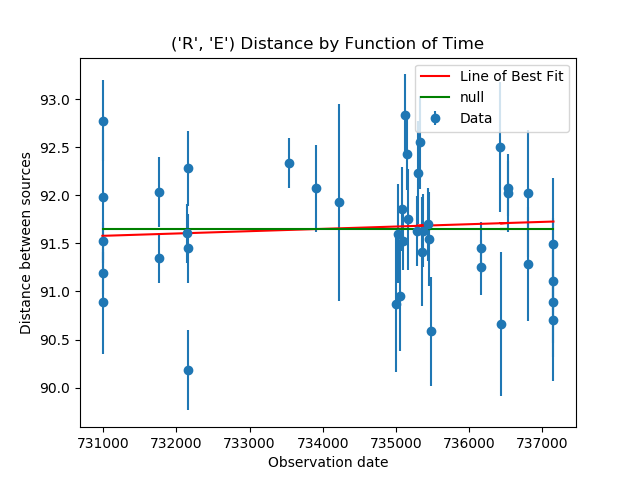 ('R', 'E') Distance by Function of Time
Line of Best Fit
null
Data
93.0
92.5
92.0
91.5
91.0
90.5
90.0
Distance between sources
731000 732000 733000 734000 735000 736000 737000
Observation date